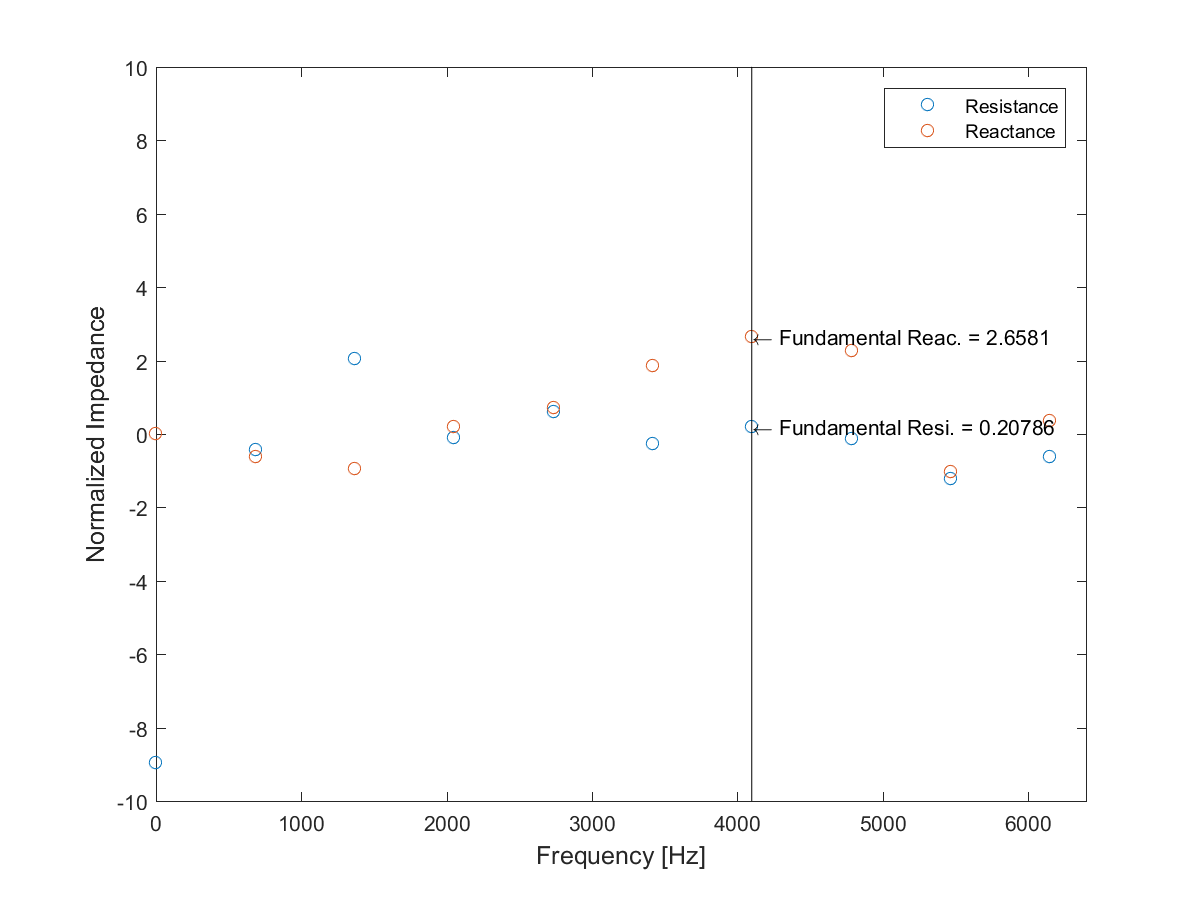 10
8
6
4
2
0
-2
-4
-6
-8
-10
Normalized Impedance
Resistance
Reactance
← Fundamental Reac. = 2.6581
← Fundamental Resi. = 0.20786
0 1000 2000 3000 4000 5000 6000
Frequency [Hz]